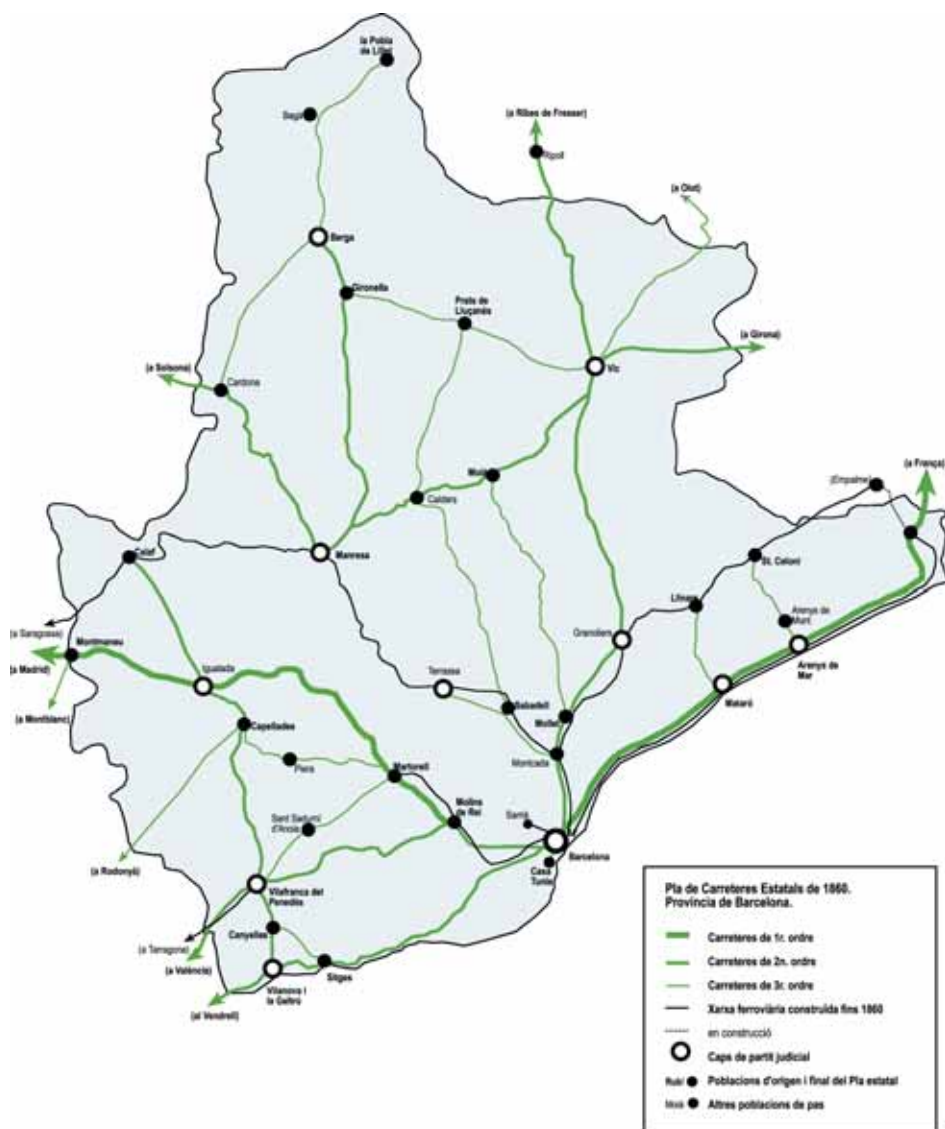 la Pobla
de Lillet
Bagà
(a Ribes de Fresser)
Ripoll
(a Olot)
Berga
Gironella
Prats de
Lluçanès
(a Girona)
(a Solsona)
Cardona
Vic
Moià
Calders
(a França)
(Empalme)
Manresa
Calaf
St. Celoni
Llinars
Arenys de
Munt
(a Saragossa)
Montmaneu
(a Madrid)
Granollers
Arenys de
Mar
Igualada
Terrassa
Sabadell
Mataró
(a Montblanc)
Capellades
Mollet
Piera
Martorell
Montcada
Sant Sadurní
d'Anoia
Molins
de Rei
Sarrià
Barcelona
(a Rodonyà)
Casa
Tunis
Vilafranca del
Penedès
Canyelles
(a Tarragona)
(a València)
Sitges
Vilanova i
la Geltrú
(al Vendrell)
Pla de Carreteres Estatals de 1860.
Província de Barcelona.
Carreteres de 1r. ordre
Carreteres de 2n. ordre
Carreteres de 3r. ordre
Xarxa ferroviària construïda fins 1860
en construcció
Caps de partit judicial
Rubí Poblacions d'origen i final del Pla estatal
Moià Altres poblacions de pas